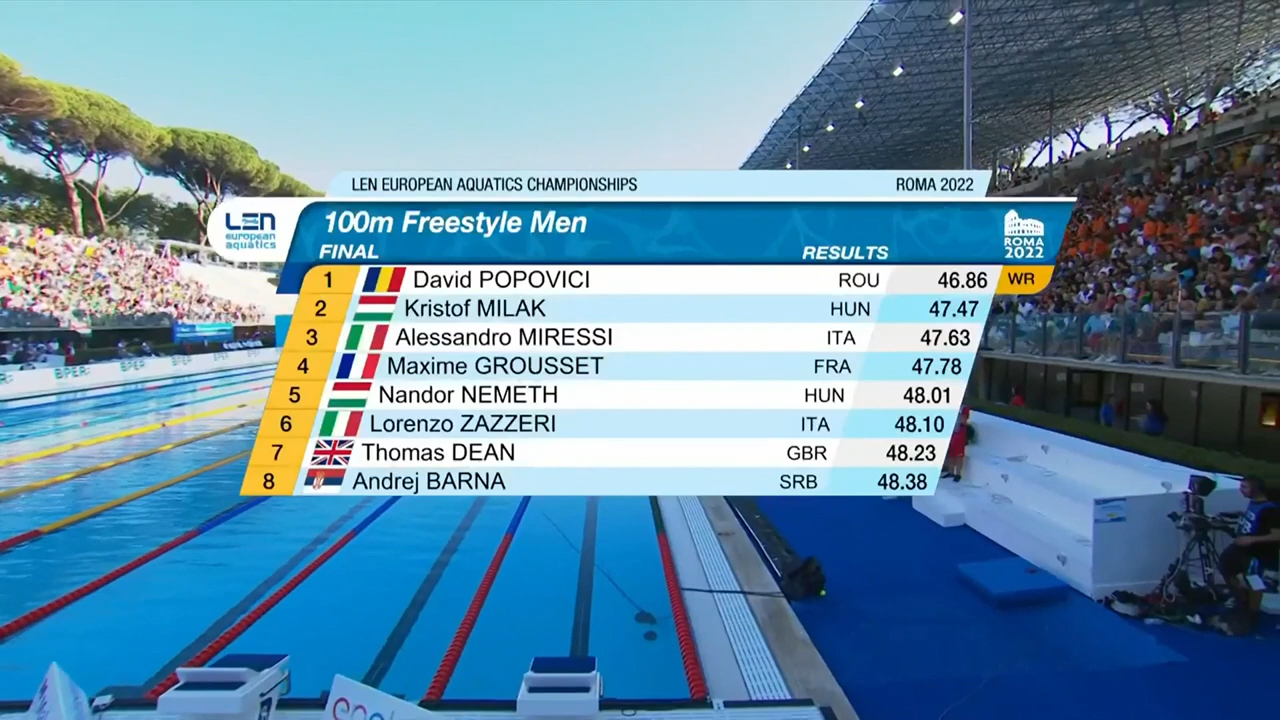 LEN EUROPEAN AQUATICS CHAMPIONSHIPS ROMA 2022
LEN
european
aquatics
100m Freestyle Men
FINAL RESULTS
ROMA
2022
1 David POPOVICI ROU 46.86 WR
2 Kristof MILAK HUN 47.47
3 Alessandro MIRESSI ITA 47.63
4 Maxime GROUSSET FRA 47.78
5 Nandor NEMETH HUN 48.01
6 Lorenzo ZAZZERI ITA 48.10
7 Thomas DEAN GBR 48.23
8 Andrej BARNA SRB 48.38
BPER:
BPER: